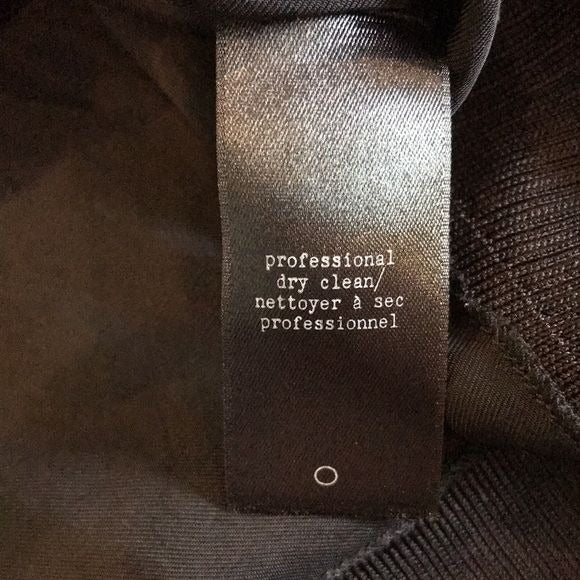 professional
dry clean/
nettoyer à sec
professionnel